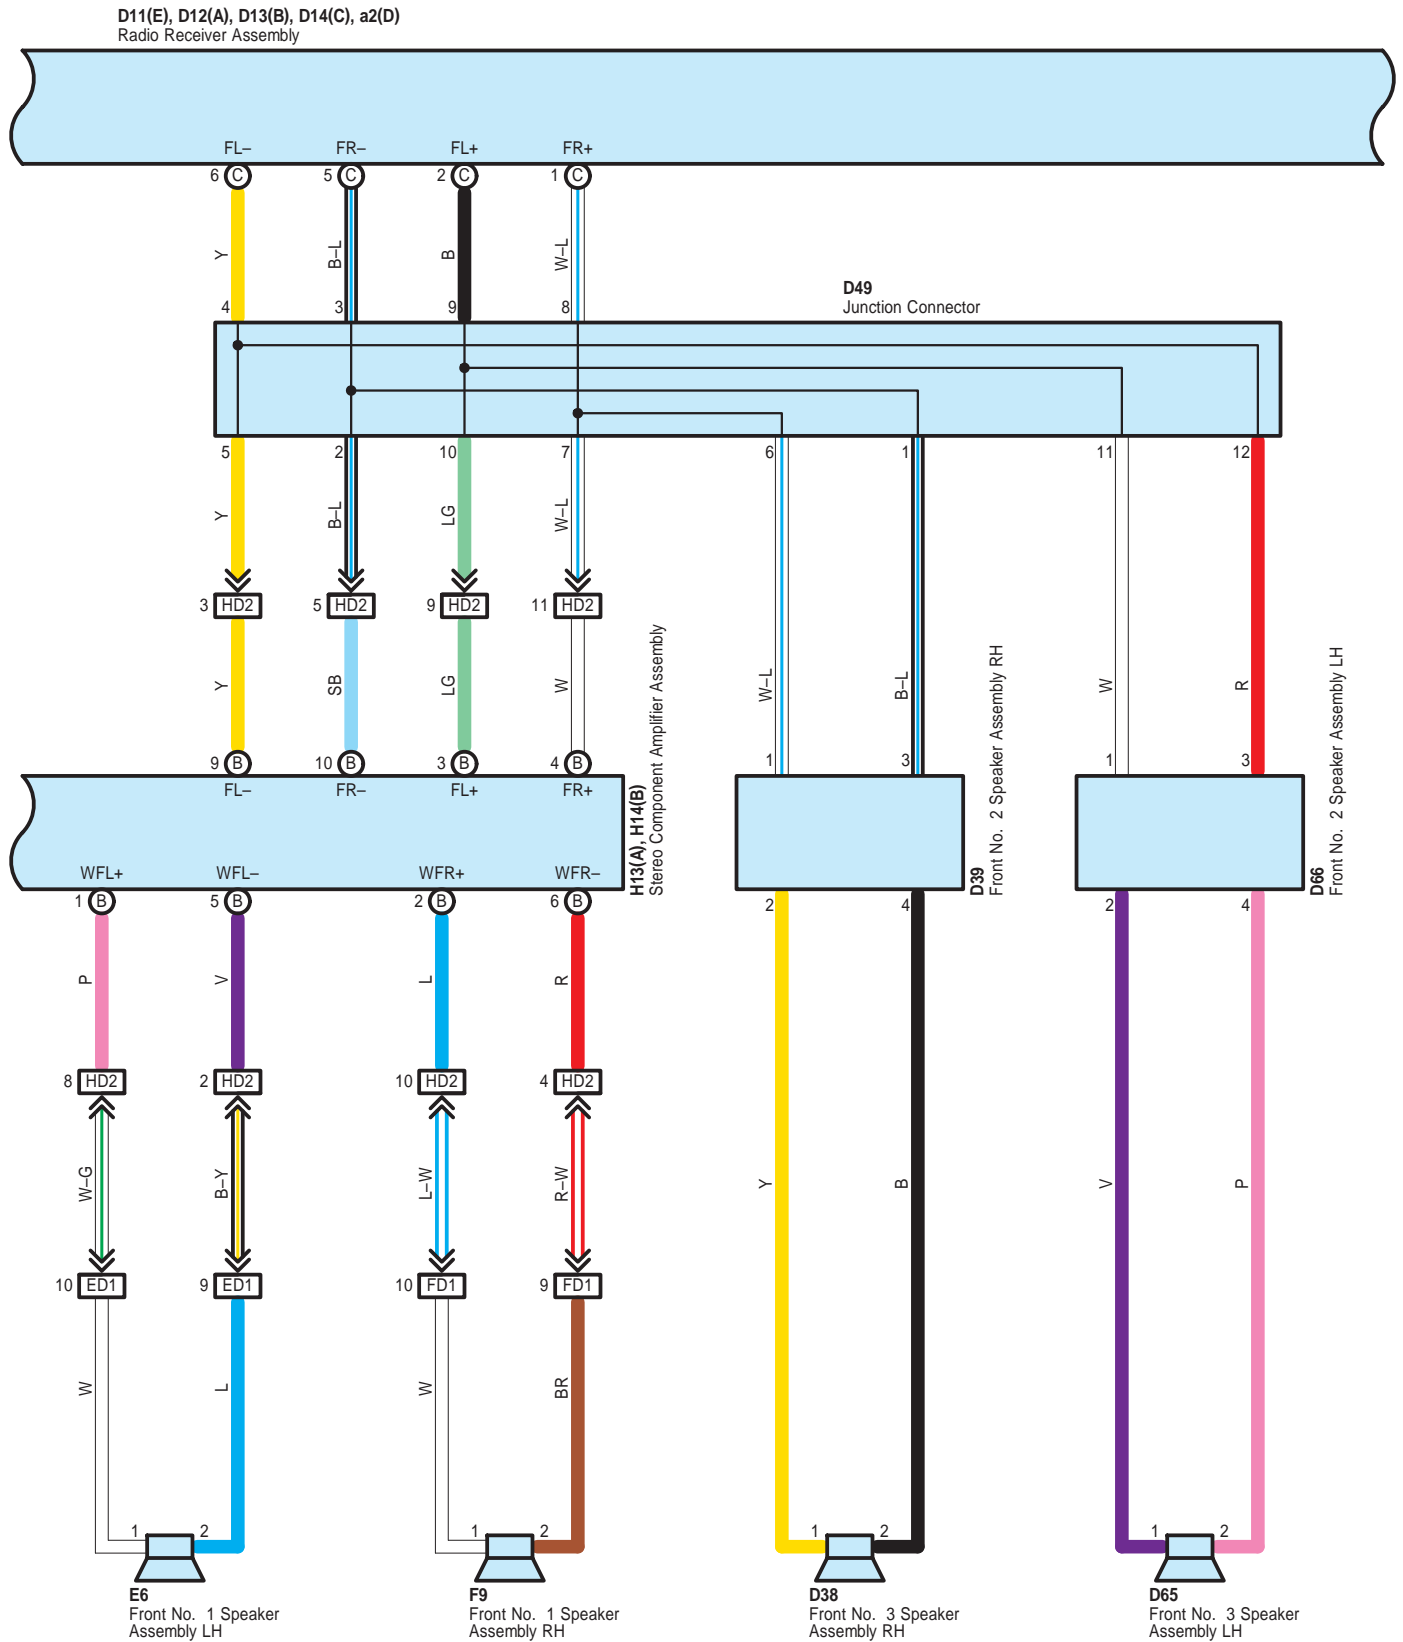 D11(E), D12(A), D13(B), D14(C), a2(D)
Radio Receiver Assembly
FL– FR– FL+ FR+
6 C 5 C 2 C 1 C
Y B–L B W–L
D49
Junction Connector
4 3 9 8
5 2 10 7 6 1 11 12
Y B–L LG W–L
3 HD2 5 HD2 9 HD2 11 HD2
Y SB LG W W–L B–L W R
9 B 10 B 3 B 4 B 1 3 1 3
FL– FR– FL+ FR+
H13(A), H14(B)
Stereo Component Amplifier Assembly
D39
Front No. 2 Speaker Assembly RH
D66
Front No. 2 Speaker Assembly LH
WFL+ WFL– WFR+ WFR–
1 B 5 B 2 B 6 B 2 4 2 4
P V L R
8 HD2 2 HD2 10 HD2 4 HD2
W–G B–Y L–W R–W Y B V P
10 ED1 9 ED1 10 FD1 9 FD1
W L W BR
1 2 1 2 1 2 1 2
E6
Front No. 1 Speaker
Assembly LH
F9
Front No. 1 Speaker
Assembly RH
D38
Front No. 3 Speaker
Assembly RH
D65
Front No. 3 Speaker
Assembly LH